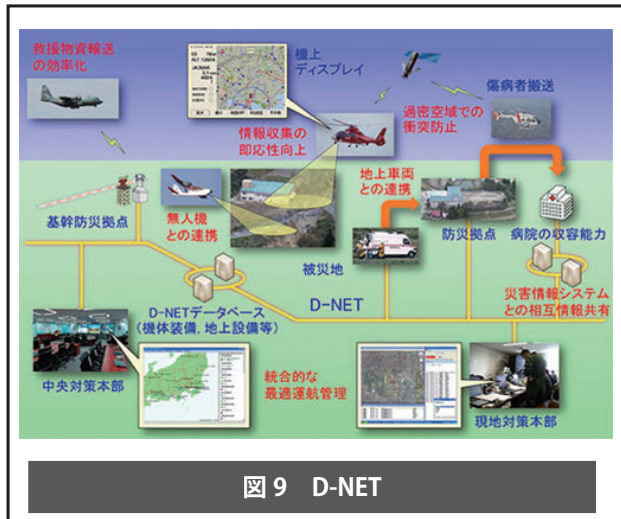 救援物資輸送
の効率化
機上
ディスプレイ
傷病者搬送
過密空域での
衝突防止
情報収集の
即応性向上
地上車両
との連携
基幹防災拠点
無人機
との連携
被災地
防災拠点
病院の収容能力
D-NETデータベース
(機体装備，地上設備等)
D-NET
災害情報システム
との相互情報共有
中央対策本部
統合的な
最適運航管理
現地対策本部
図 9 D-NET